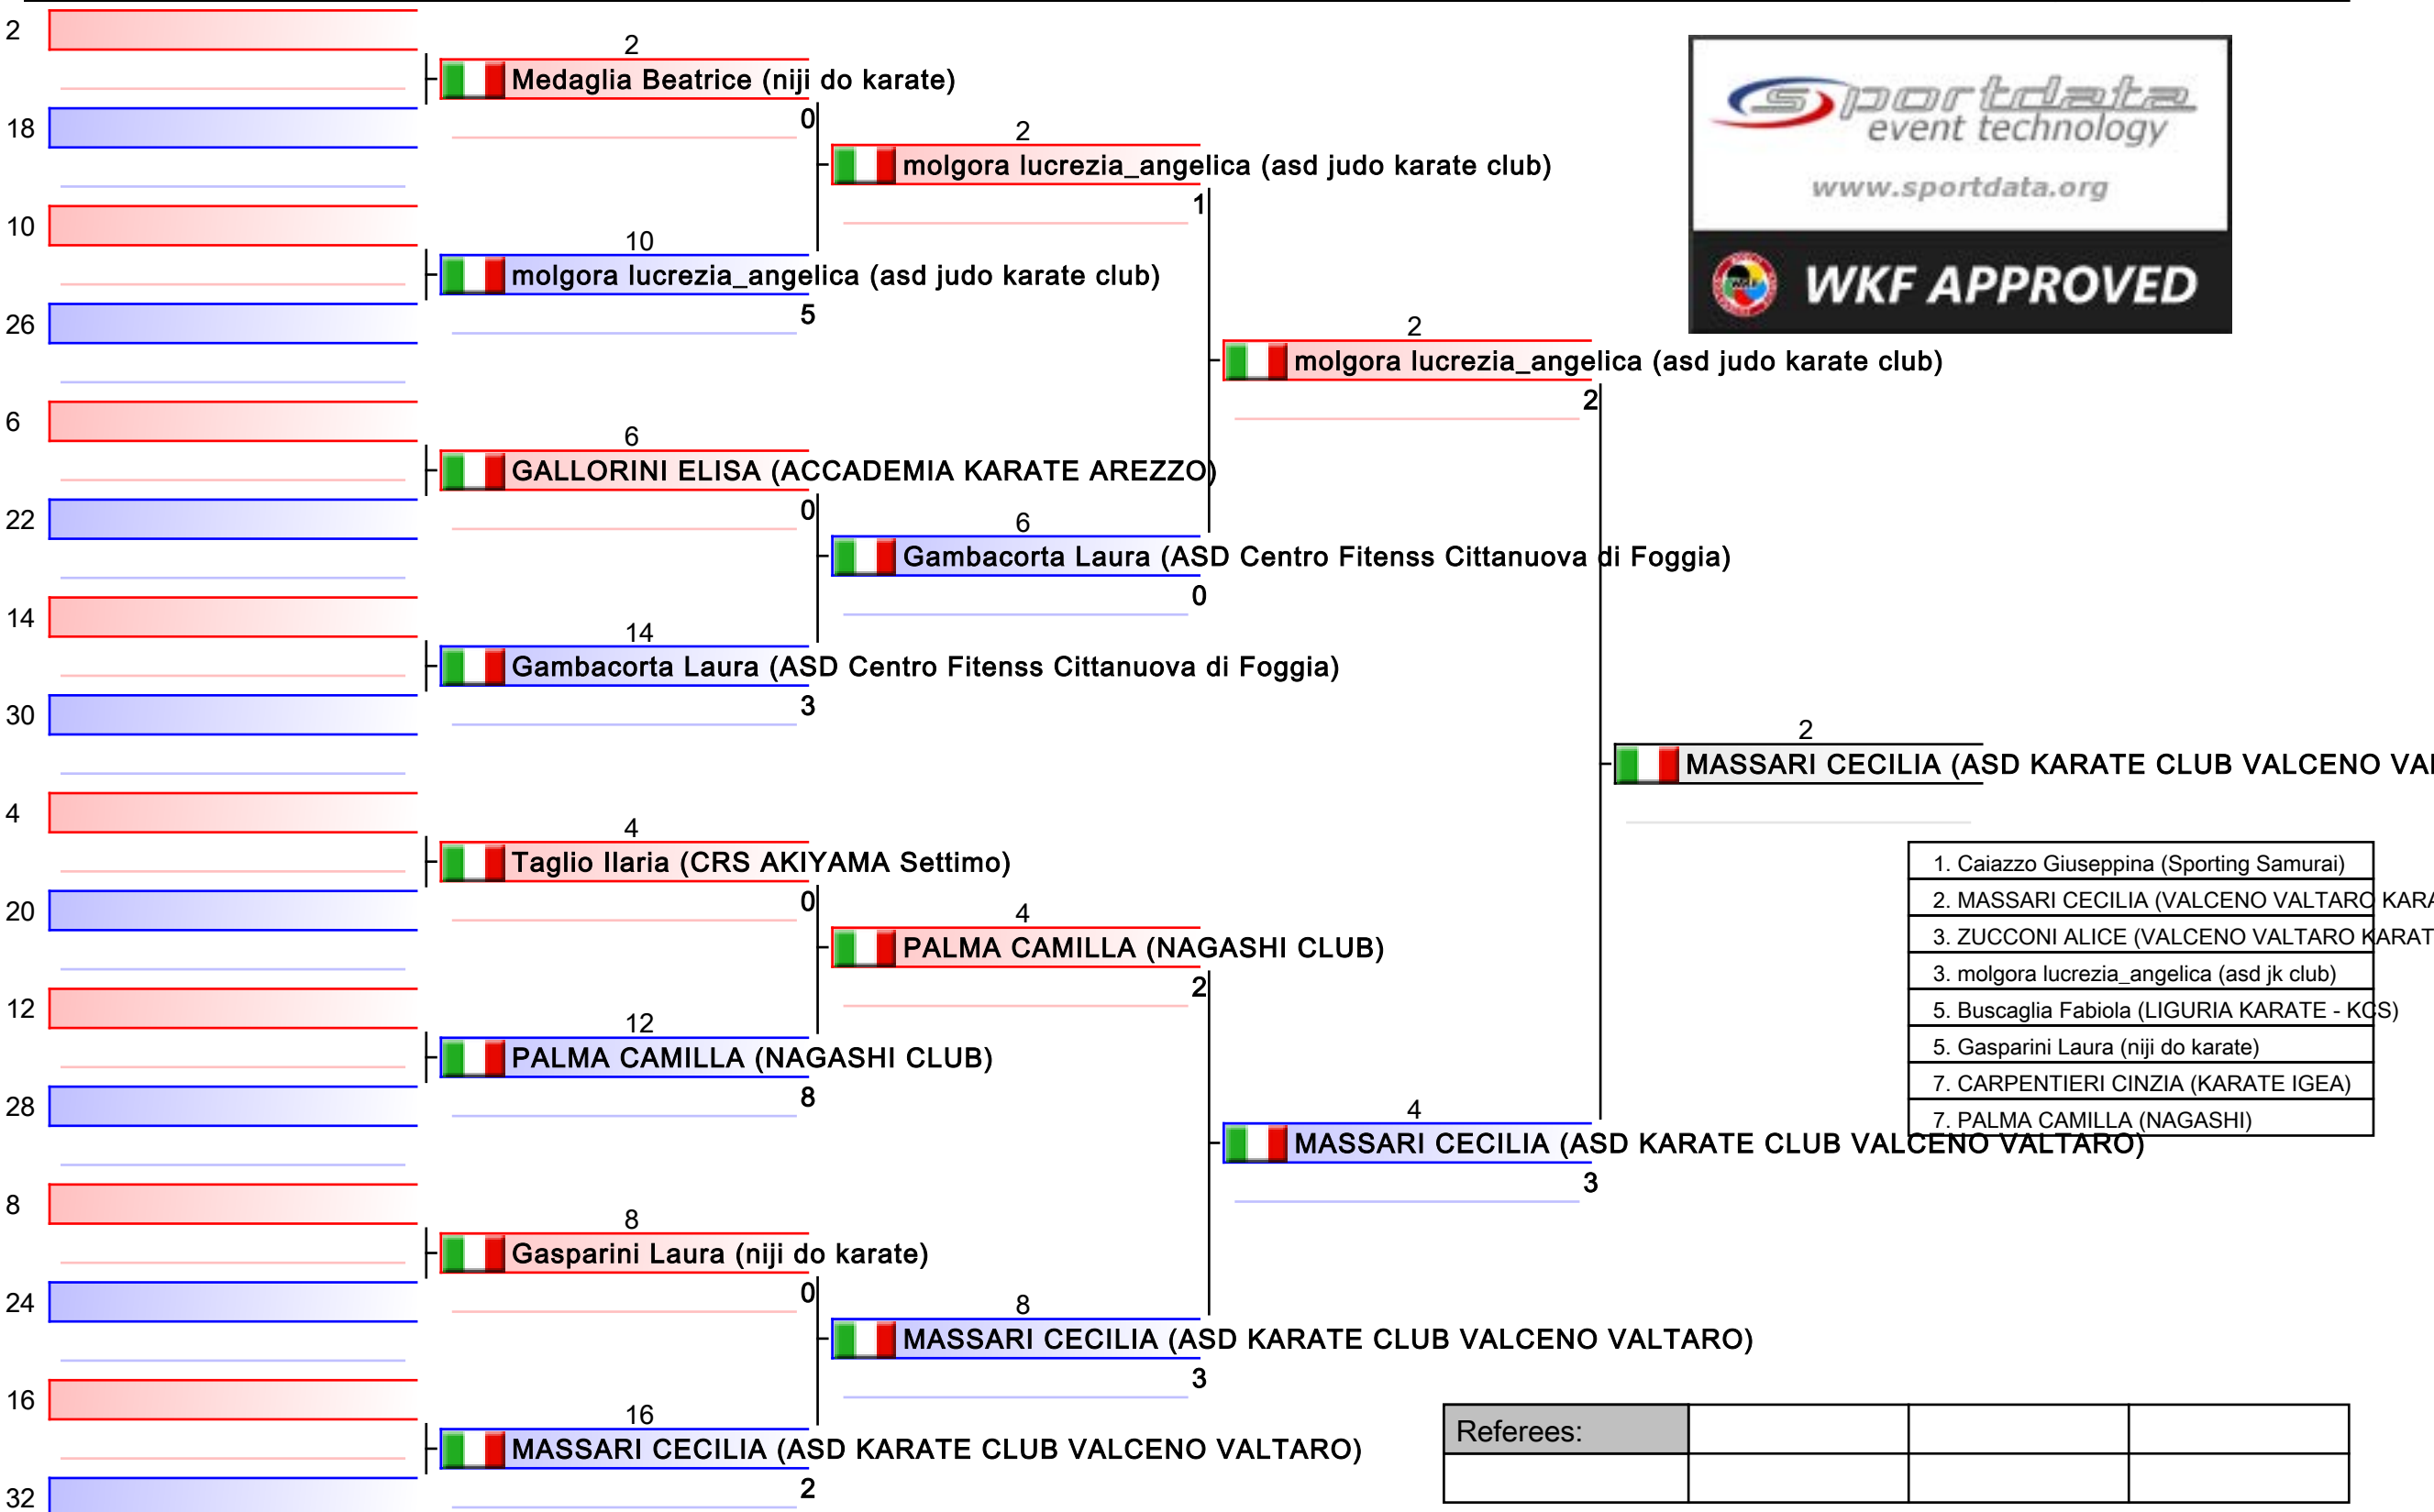 2
2
Medaglia Beatrice (niji do karate)
0
18
2
molgora lucrezia_angelica (asd judo karate club)
1
10
10
molgora lucrezia_angelica (asd judo karate club)
5
26
2
molgora lucrezia_angelica (asd judo karate club)
2
6
6
GALLORINI ELISA (ACCADEMIA KARATE AREZZO)
0
22
6
Gambacorta Laura (ASD Centro Fitenss Cittanuova di Foggia)
0
14
14
Gambacorta Laura (ASD Centro Fitenss Cittanuova di Foggia)
3
30
2
MASSARI CECILIA (ASD KARATE CLUB VALCENO VAL
4
4
Taglio Ilaria (CRS AKIYAMA Settimo)
0
20
4
PALMA CAMILLA (NAGASHI CLUB)
2
12
12
PALMA CAMILLA (NAGASHI CLUB)
8
28
4
MASSARI CECILIA (ASD KARATE CLUB VALCENO VALTARO)
3
8
8
Gasparini Laura (niji do karate)
0
24
8
MASSARI CECILIA (ASD KARATE CLUB VALCENO VALTARO)
3
16
16
MASSARI CECILIA (ASD KARATE CLUB VALCENO VALTARO)
2
32
sportdata
event technology
www.sportdata.org
WKF APPROVED
1. Caiazzo Giuseppina (Sporting Samurai)
2. MASSARI CECILIA (VALCENO VALTARO KARA
3. ZUCCONI ALICE (VALCENO VALTARO KARAT
3. molgora lucrezia_angelica (asd jk club)
5. Buscaglia Fabiola (LIGURIA KARATE - KCS)
5. Gasparini Laura (niji do karate)
7. CARPENTIERI CINZIA (KARATE IGEA)
7. PALMA CAMILLA (NAGASHI)
Referees: